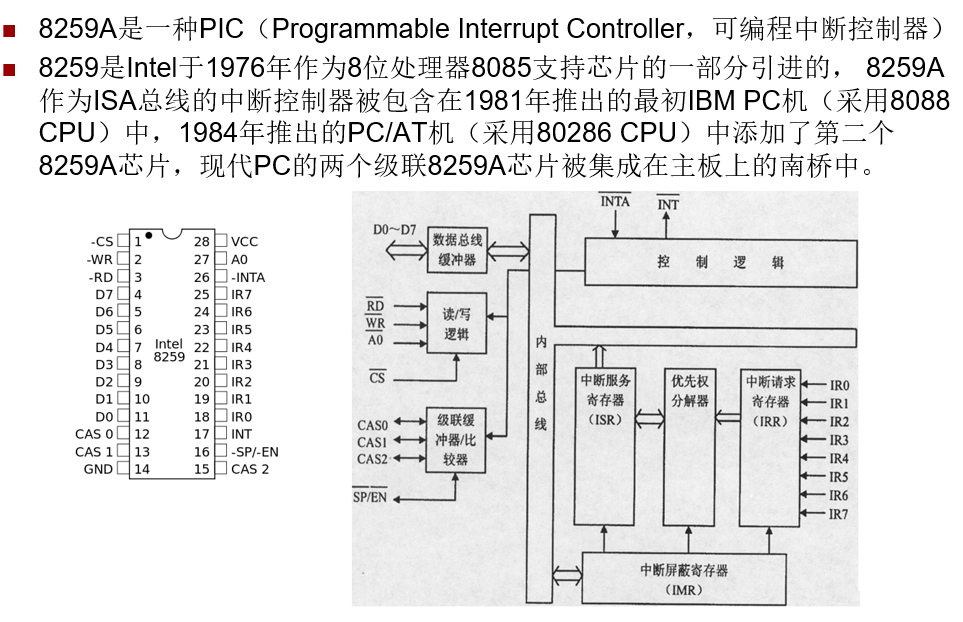 8259A是一种PIC（Programmable Interrupt Controller，可编程中断控制器）
8259是Intel于1976年作为8位处理器8085支持芯片的一部分引进的， 8259A
作为ISA总线的中断控制器被包含在1981年推出的最初IBM PC机（采用8088
CPU）中，1984年推出的PC/AT机（采用80286 CPU）中添加了第二个
8259A芯片，现代PC的两个级联8259A芯片被集成在主板上的南桥中。
-CS 1 28 VCC
-WR 2 27 A0
-RD 3 26 -INTA
D7 4 25 IR7
D6 5 24 IR6
D5 6 23 IR5
D4 7 22 IR4
D3 8 21 IR3
D2 9 20 IR2
D1 10 19 IR1
D0 11 18 IR0
CAS 0 12 17 INT
CAS 1 13 16 -SP/-EN
GND 14 15 CAS 2
Intel
8259
INTA
INT
D0～D7
数据总线
缓冲器
控制逻辑
RD
WR
A0
CS
读/写
逻辑
内部总线
CAS0
CAS1
CAS2
SP/EN
级联缓
冲器/比
较器
中断服务
寄存器
（ISR）
优先权
分解器
中断请求
寄存器
（IRR）
IR0
IR1
IR2
IR3
IR4
IR5
IR6
IR7
中断屏蔽寄存器
（IMR）